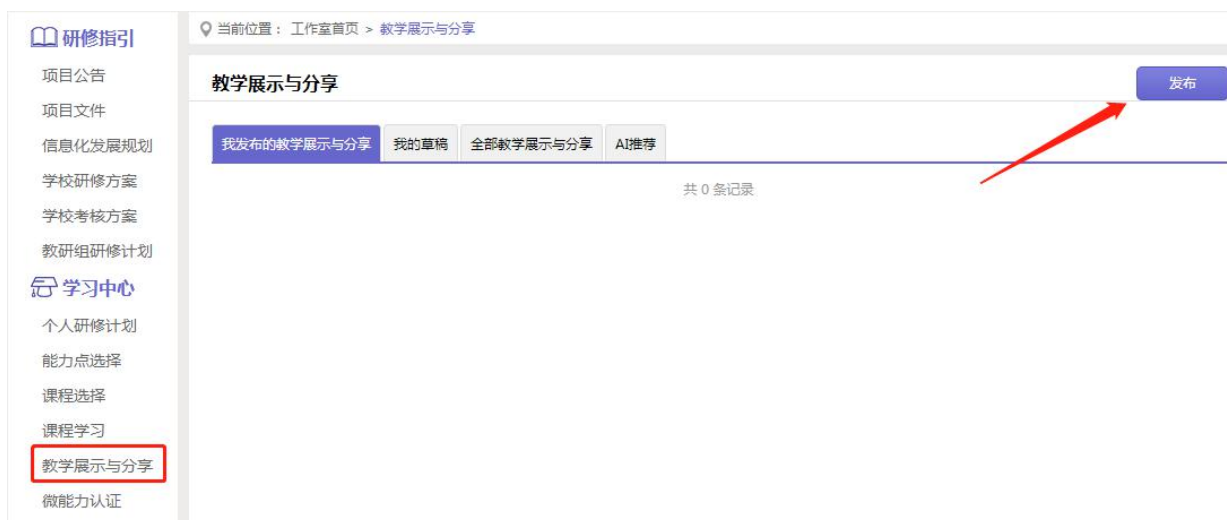 研修指引
项目公告
项目文件
信息化发展规划
学校研修方案
学校考核方案
教研组研修计划
学习中心
个人研修计划
能力点选择
课程选择
课程学习
教学展示与分享
微能力认证
当前位置： 工作室首页 > 教学展示与分享
教学展示与分享
发布
我发布的教学展示与分享 我的草稿 全部教学展示与分享 AI推荐
共 0 条记录